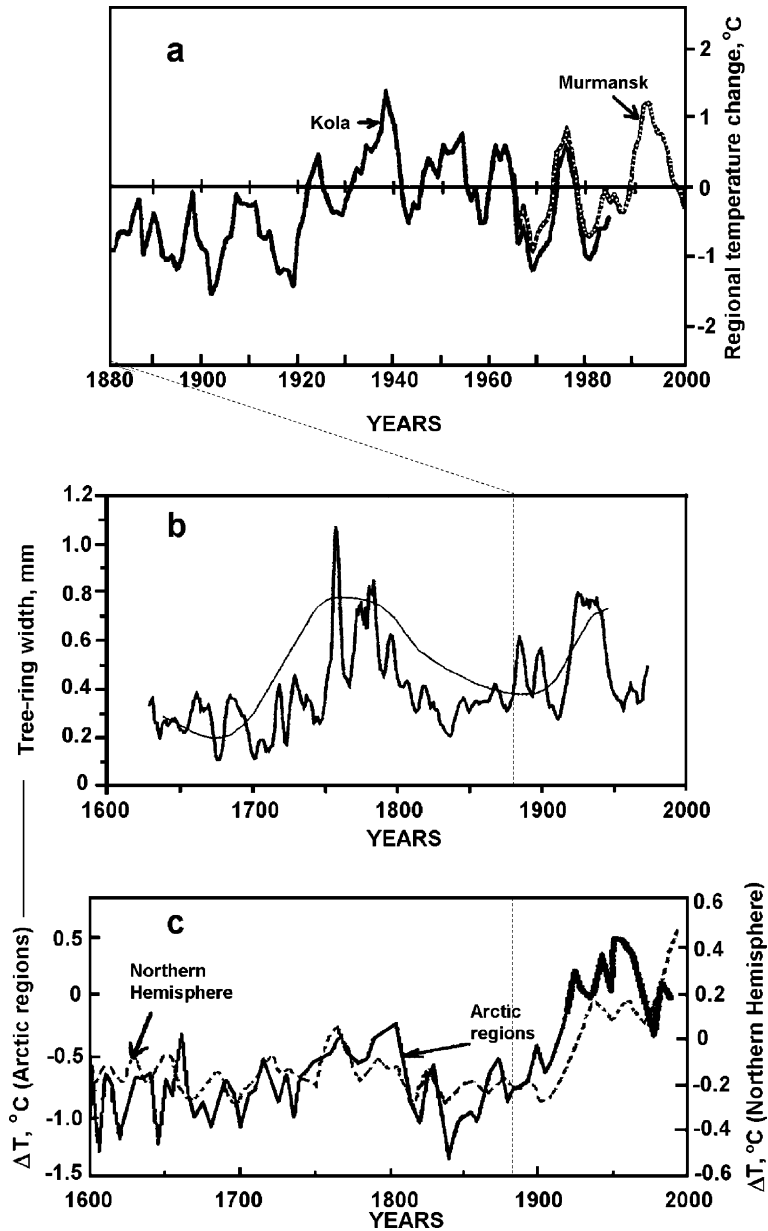 a
Kola
Murmansk
2
1
0
-1
-2
Regional temperature change, °C
1880 1900 1920 1940 1960 1980 2000
YEARS
b
1.2
1.0
0.8
0.6
0.4
0.2
0
Tree-ring width, mm
1600 1700 1800 1900 2000
YEARS
c
Northern
Hemisphere
Arctic
regions
0.5
0
-0.5
-1.0
-1.5
ΔT, °C (Arctic regions)
0.6
0.4
0.2
0
-0.2
-0.4
-0.6
ΔT, °C (Northern Hemisphere)
1600 1700 1800 1900 2000
YEARS